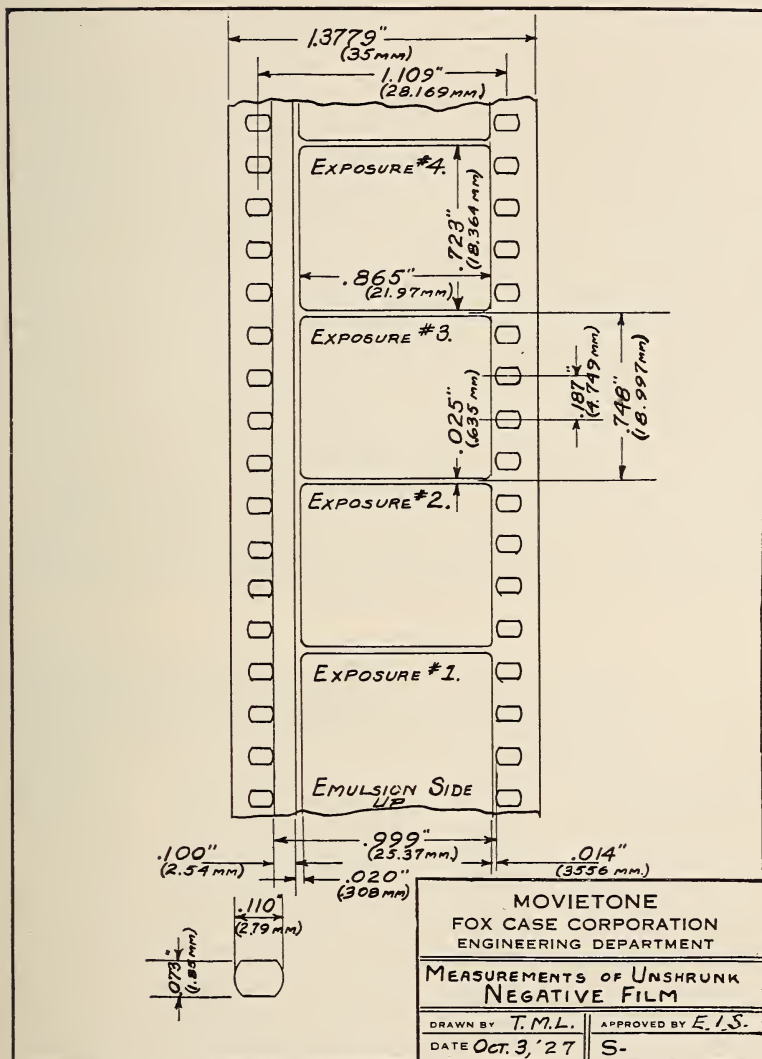 1.3779"
(35mm)
1.109"
(28.169mm)
EXPOSURE #4.
.723"
(18.364mm)
.865"
(21.97mm)
EXPOSURE #3.
.025"
(.635mm)
.187"
(4.749mm)
.748"
(18.997mm)
EXPOSURE #2.
EXPOSURE #1.
EMULSION SIDE
UP
.999"
(25.37mm.)
.100"
(2.54mm)
.014"
(3556mm.)
.020"
(.308mm)
.110"
(2.79mm)
.073"
(1.85mm)
MOVIETONE
FOX CASE CORPORATION
ENGINEERING DEPARTMENT
MEASUREMENTS OF UNSHRUNK
NEGATIVE FILM
DRAWN BY T.M.L. APPROVED BY E.I.S.
DATE OCT. 3,'27 S-